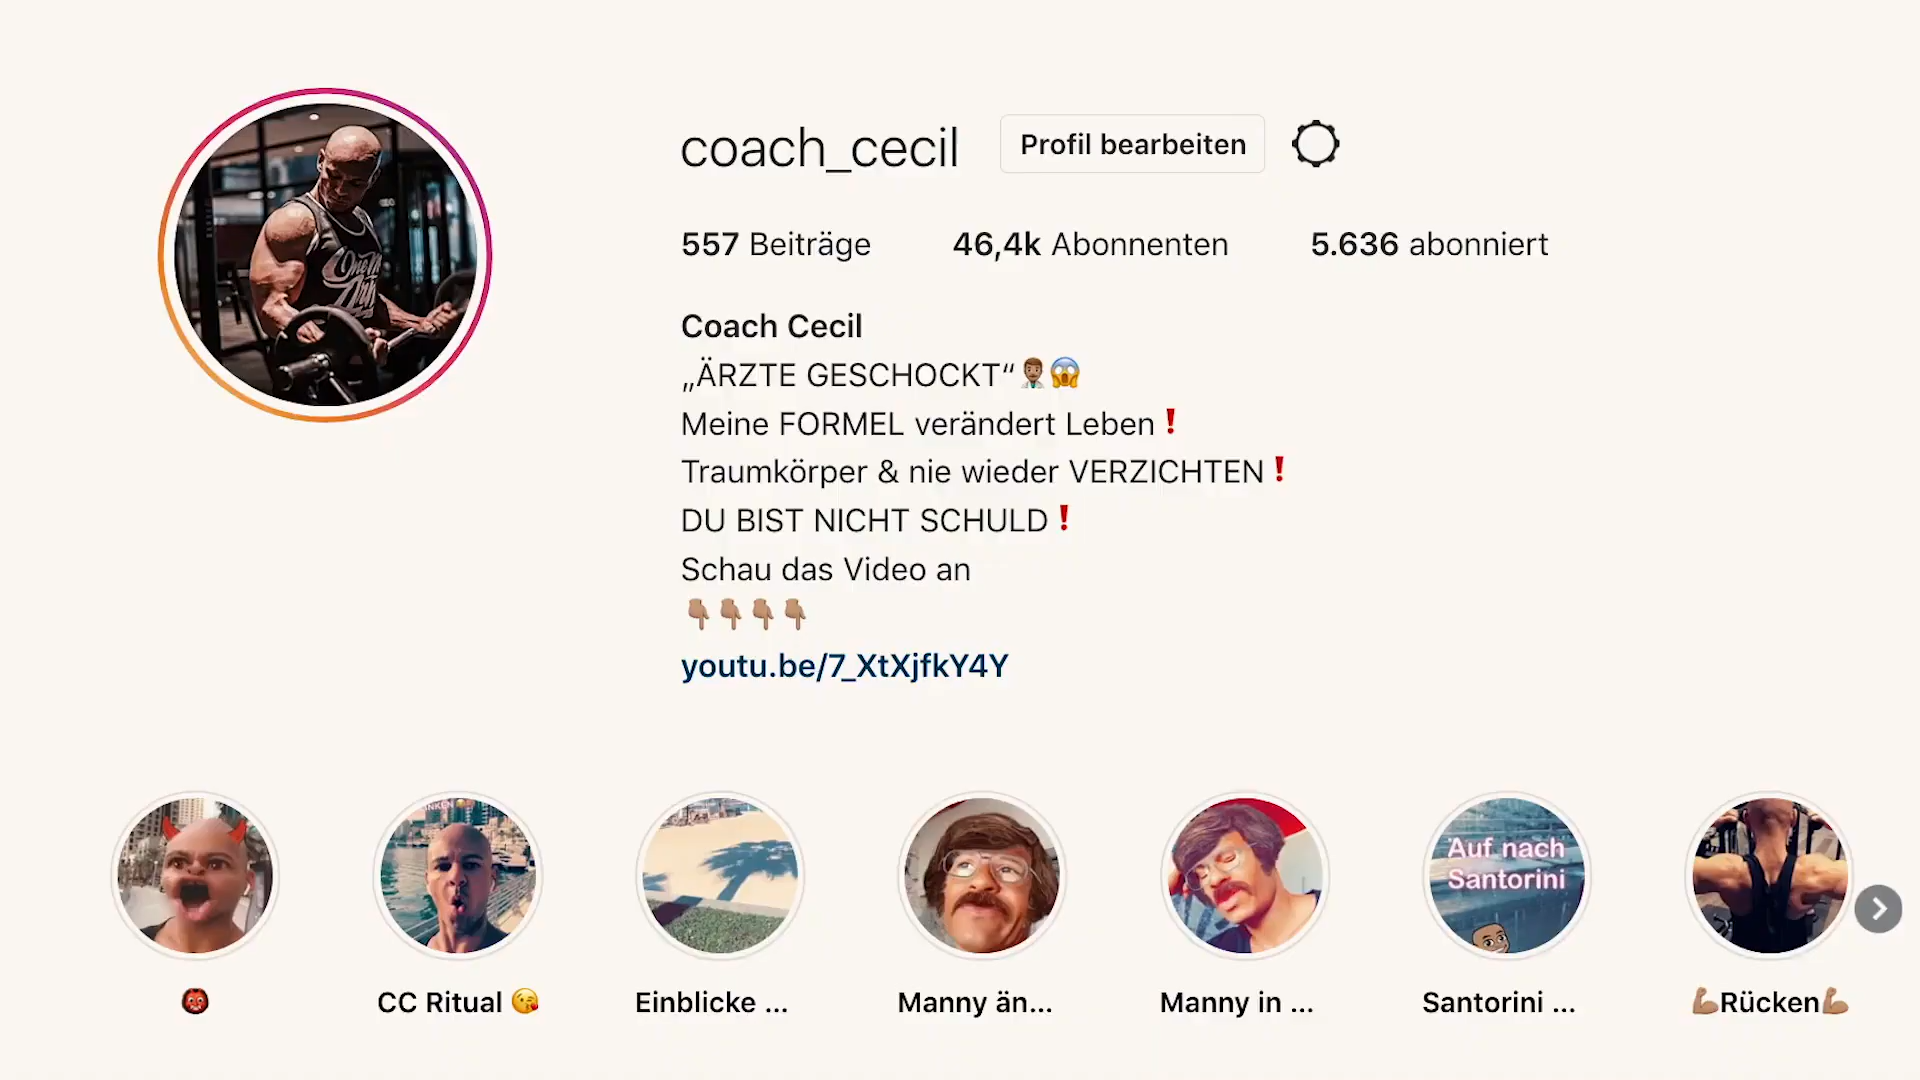 coach_cecil Profil bearbeiten
557 Beiträge 46,4k Abonnenten 5.636 abonniert
Coach Cecil
„ÄRZTE GESCHOCKT“👨🏽‍⚕️😱
Meine FORMEL verändert Leben❗
Traumkörper & nie wieder VERZICHTEN❗
DU BIST NICHT SCHULD❗
Schau das Video an
👇🏽👇🏽👇🏽👇🏽
youtu.be/7_XtXjfkY4Y
Auf nach
Santorini
👹 CC Ritual 😘 Einblicke ... Manny än... Manny in ... Santorini ... 💪🏽Rücken💪🏽